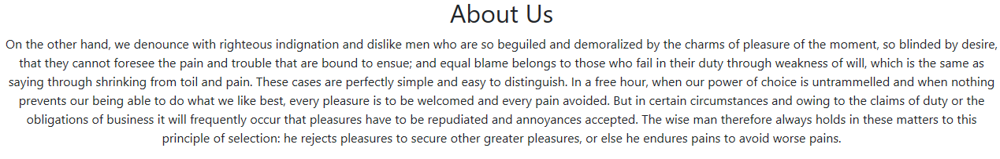 About Us
On the other hand, we denounce with righteous indignation and dislike men who are so beguiled and demoralized by the charms of pleasure of the moment, so blinded by desire,
that they cannot foresee the pain and trouble that are bound to ensue; and equal blame belongs to those who fail in their duty through weakness of will, which is the same as
saying through shrinking from toil and pain. These cases are perfectly simple and easy to distinguish. In a free hour, when our power of choice is untrammelled and when nothing
prevents our being able to do what we like best, every pleasure is to be welcomed and every pain avoided. But in certain circumstances and owing to the claims of duty or the
obligations of business it will frequently occur that pleasures have to be repudiated and annoyances accepted. The wise man therefore always holds in these matters to this
principle of selection: he rejects pleasures to secure other greater pleasures, or else he endures pains to avoid worse pains.